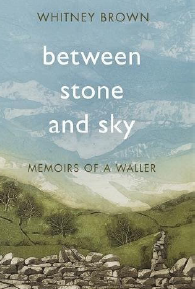 WHITNEY BROWN
between
stone
and sky
MEMOIRS OF A WALLER